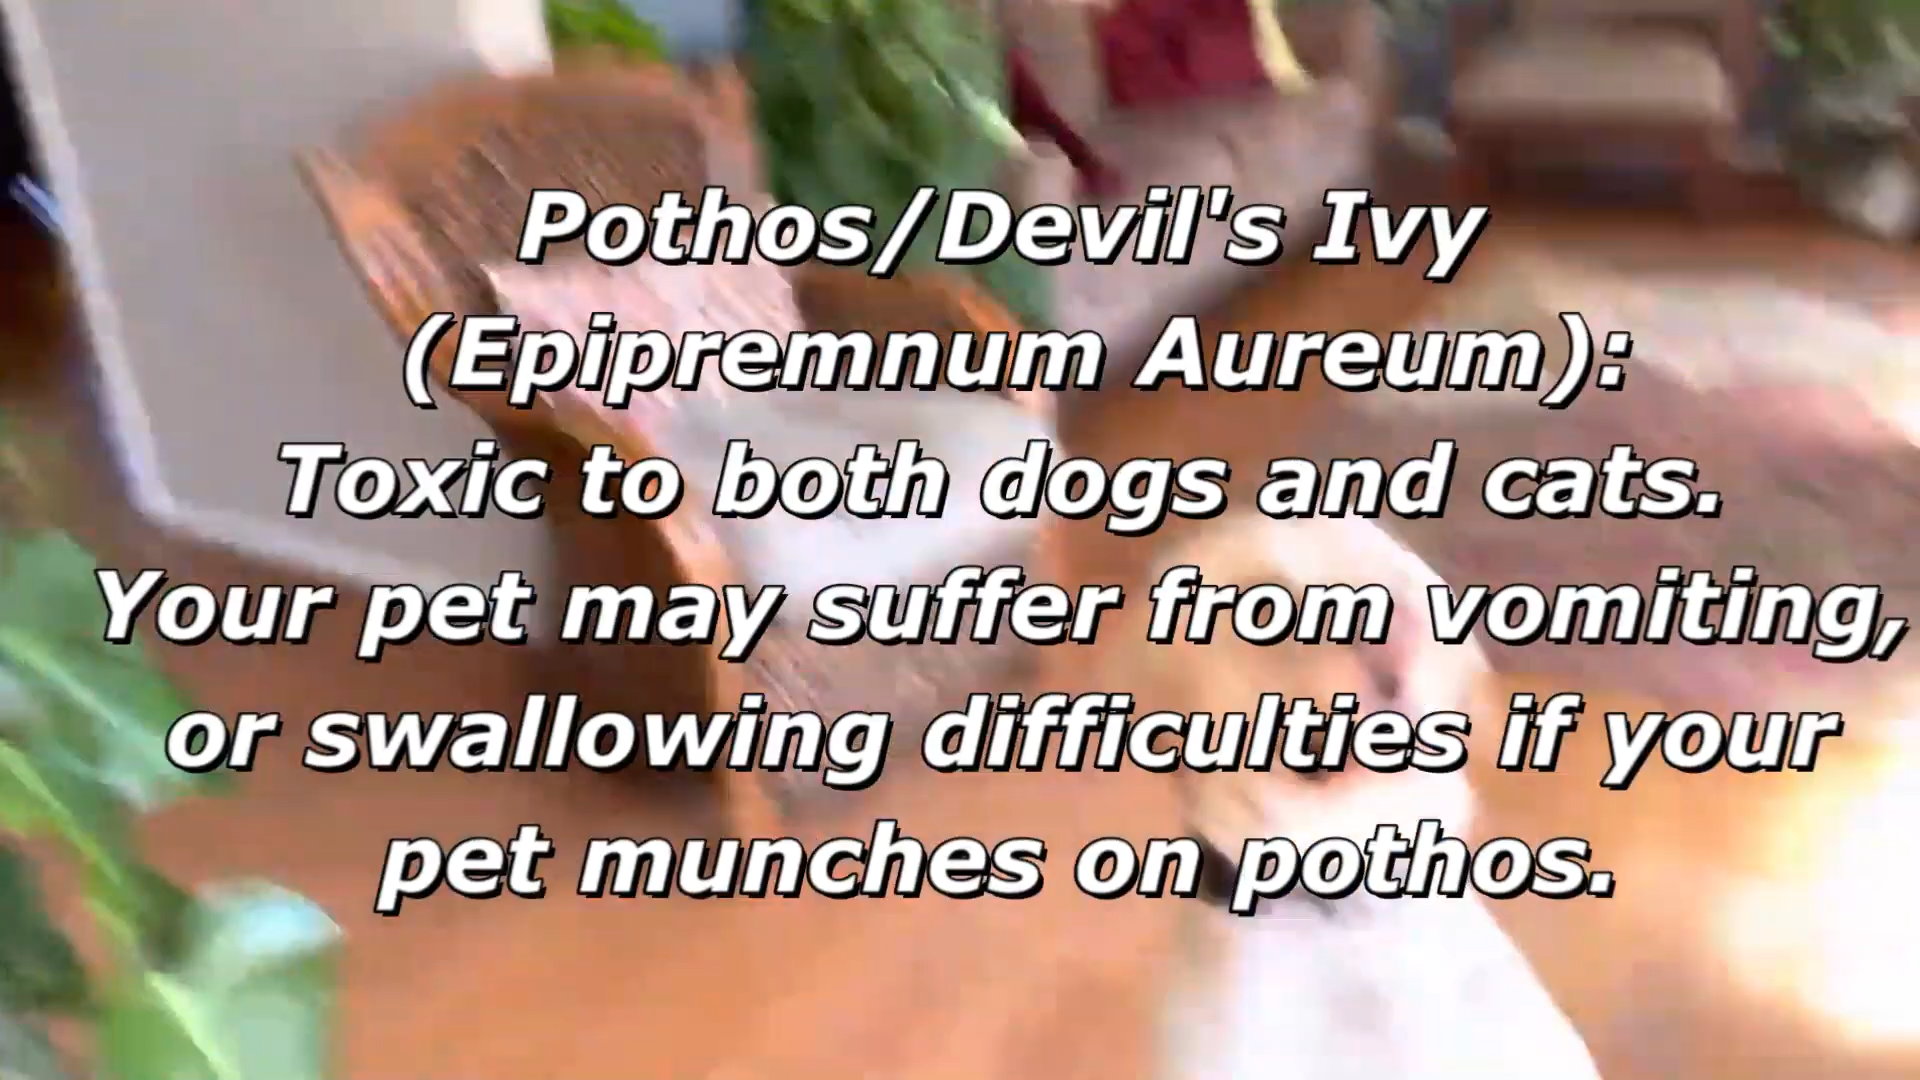 Pothos/Devil's Ivy
(Epipremnum Aureum):
Toxic to both dogs and cats.
Your pet may suffer from vomiting,
or swallowing difficulties if your
pet munches on pothos.